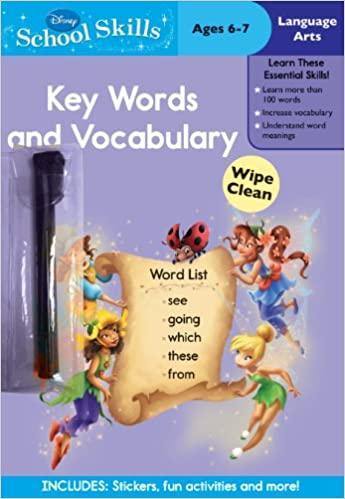 Disney
School Skills
Ages 6-7
Language
Arts
Learn These
Essential Skills!
Learn more than
100 words
Increase vocabulary
Understand word
meanings
Key Words
and Vocabulary
Wipe
Clean
Word List
see
going
which
these
from
INCLUDES: Stickers, fun activities and more!